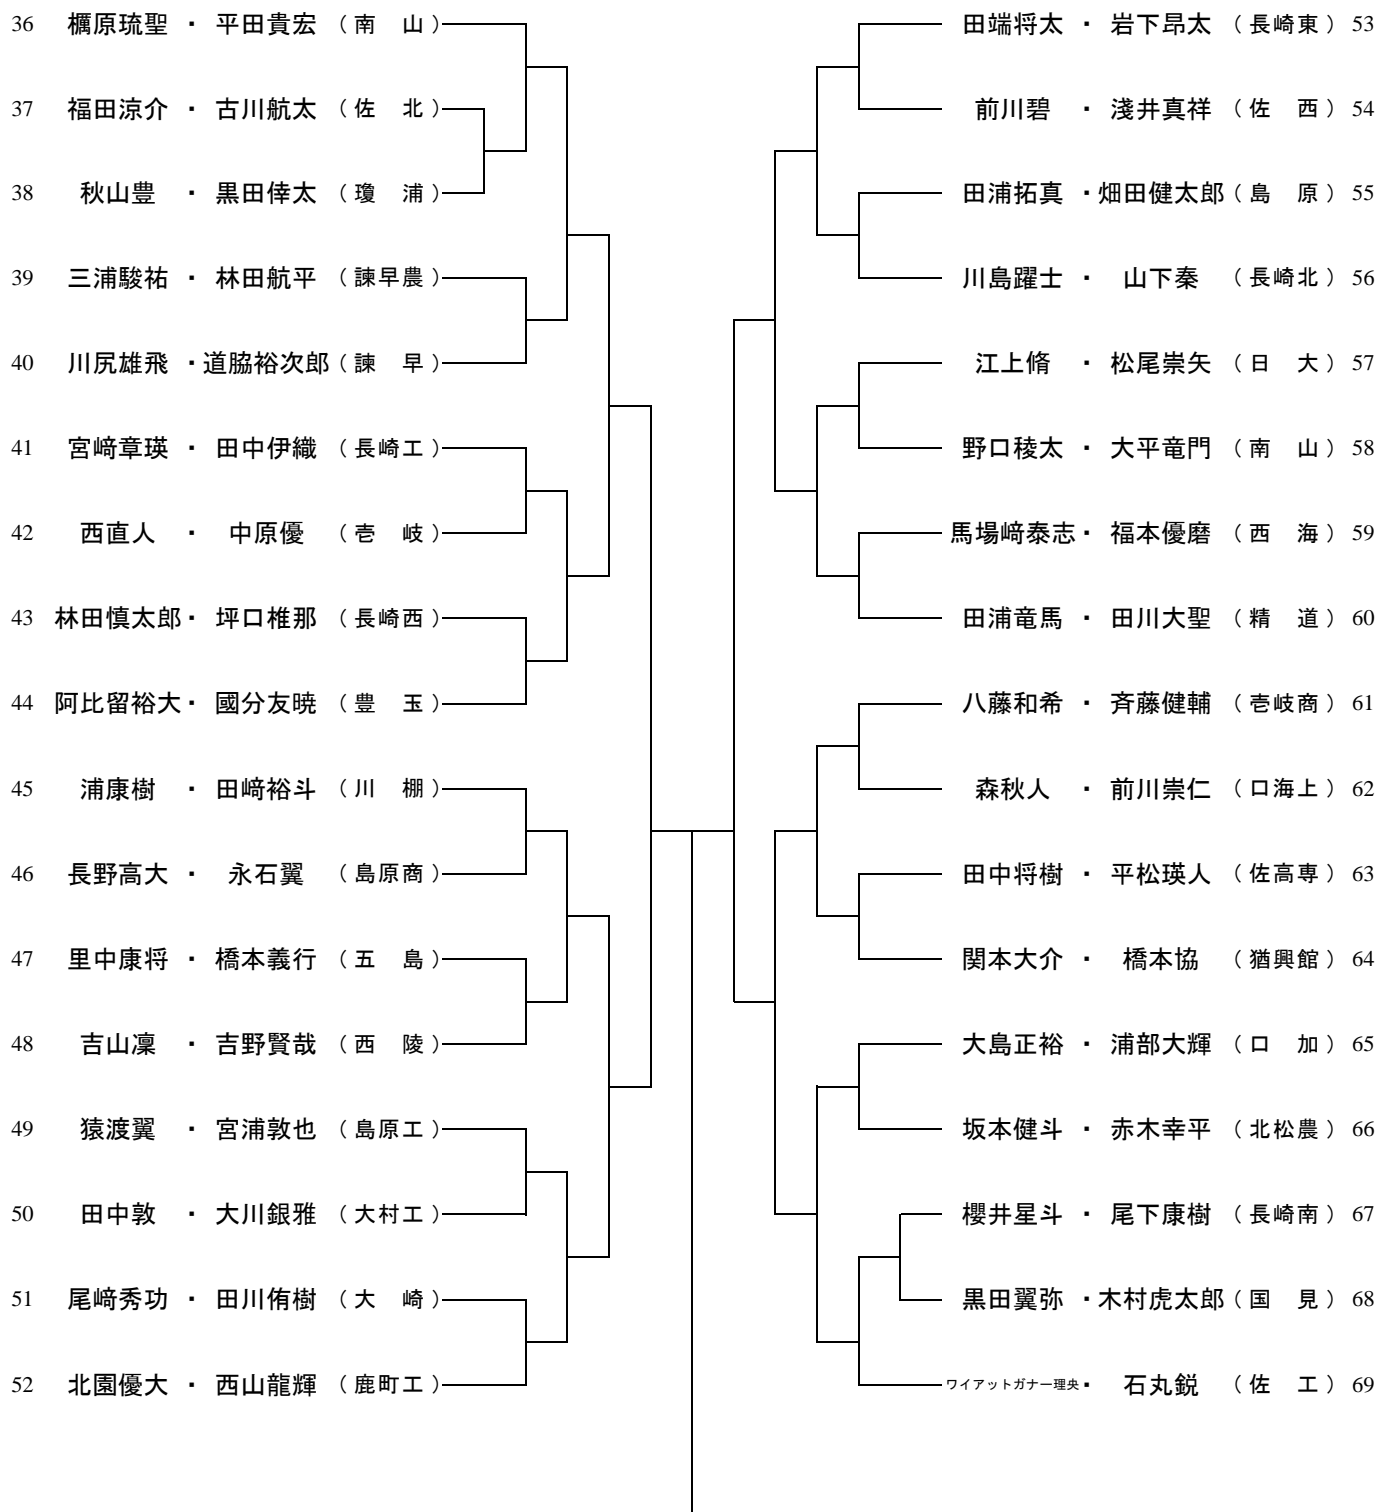 36 櫔原琉聖 ・ 平田貴宏 （ 南 山 ）
37 福田涼介 ・ 古川航太 （ 佐 北 ）
38 秋山豊 ・ 黒田倖太 （ 瓊 浦 ）
39 三浦駿祐 ・ 林田航平 （ 諫早農 ）
40 川尻雄飛 ・ 道脇裕次郎 （ 諫 早 ）
41 宮﨑章瑛 ・ 田中伊織 （ 長崎工 ）
42 西直人 ・ 中原優 （ 壱 岐 ）
43 林田慎太郎 ・ 坪口椎那 （ 長崎西 ）
44 阿比留裕大 ・ 國分友暁 （ 豊 玉 ）
45 浦康樹 ・ 田﨑裕斗 （ 川 棚 ）
46 長野高大 ・ 永石翼 （ 島原商 ）
47 里中康将 ・ 橋本義行 （ 五 島 ）
48 吉山凜 ・ 吉野賢哉 （ 西 陵 ）
49 猿渡翼 ・ 宮浦敦也 （ 島原工 ）
50 田中敦 ・ 大川銀雅 （ 大村工 ）
51 尾﨑秀功 ・ 田川侑樹 （ 大 崎 ）
52 北園優大 ・ 西山龍輝 （ 鹿町工 ）
田端将太 ・ 岩下昂太 （ 長崎東 ） 53
前川碧 ・ 淺井真祥 （ 佐 西 ） 54
田浦拓真 ・ 畑田健太郎 （ 島 原 ） 55
川島躍士 ・ 山下秦 （ 長崎北 ） 56
江上脩 ・ 松尾崇矢 （ 日 大 ） 57
野口稜太 ・ 大平竜門 （ 南 山 ） 58
馬場﨑泰志 ・ 福本優磨 （ 西 海 ） 59
田浦竜馬 ・ 田川大聖 （ 精 道 ） 60
八藤和希 ・ 斉藤健輔 （ 壱岐商 ） 61
森秋人 ・ 前川崇仁 （ 口海上 ） 62
田中将樹 ・ 平松瑛人 （ 佐高専 ） 63
関本大介 ・ 橋本協 （ 猶興館 ） 64
大島正裕 ・ 浦部大輝 （ 口 加 ） 65
坂本健斗 ・ 赤木幸平 （ 北松農 ） 66
櫻井星斗 ・ 尾下康樹 （ 長崎南 ） 67
黒田翼弥 ・ 木村虎太郎 （ 国 見 ） 68
ワイアットガナー理央 ・ 石丸鋭 （ 佐 工 ） 69